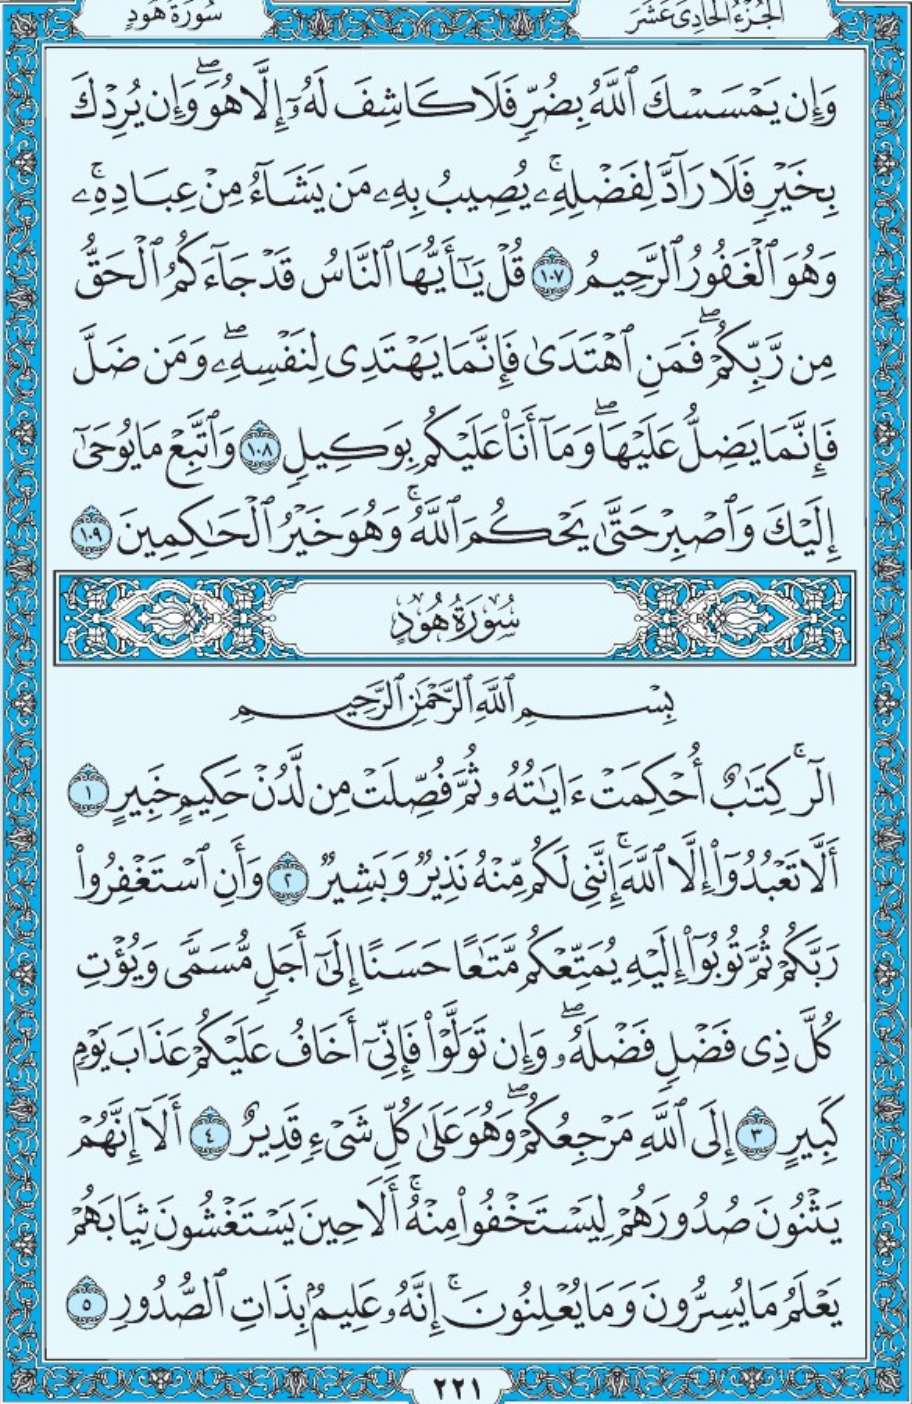 الجُزْءُ الحَادِي عَشَرَ
سُورَةُ هُودٍ
وَإِن يَمْسَسْكَ ٱللَّهُ بِضُرٍّ فَلَا كَاشِفَ لَهُۥٓ إِلَّا هُوَۖ وَإِن يُرِدْكَ
بِخَيْرٍ فَلَا رَآدَّ لِفَضْلِهِۦۚ يُصِيبُ بِهِۦ مَن يَشَآءُ مِنْ عِبَادِهِۦۚ
وَهُوَ ٱلْغَفُورُ ٱلرَّحِيمُ ١٠٧ قُلْ يَـٰٓأَيُّهَا ٱلنَّاسُ قَدْ جَآءَكُمُ ٱلْحَقُّ
مِن رَّبِّكُمْۖ فَمَنِ ٱهْتَدَىٰ فَإِنَّمَا يَهْتَدِى لِنَفْسِهِۦۖ وَمَن ضَلَّ
فَإِنَّمَا يَضِلُّ عَلَيْهَاۖ وَمَآ أَنَا۠ عَلَيْكُم بِوَكِيلٍ ١٠٨ وَٱتَّبِعْ مَا يُوحَىٰٓ
إِلَيْكَ وَٱصْبِرْ حَتَّىٰ يَحْكُمَ ٱللَّهُۚ وَهُوَ خَيْرُ ٱلْحَـٰكِمِينَ ١٠٩
سُورَةُ هُودٍ
بِسْمِ ٱللَّهِ ٱلرَّحْمَـٰنِ ٱلرَّحِيمِ
الٓرۚ كِتَـٰبٌ أُحْكِمَتْ ءَايَـٰتُهُۥ ثُمَّ فُصِّلَتْ مِن لَّدُنْ حَكِيمٍ خَبِيرٍ ١
أَلَّا تَعْبُدُوٓا۟ إِلَّا ٱللَّهَۚ إِنَّنِى لَكُم مِّنْهُ نَذِيرٌ وَبَشِيرٌ ٢ وَأَنِ ٱسْتَغْفِرُوا۟
رَبَّكُمْ ثُمَّ تُوبُوٓا۟ إِلَيْهِ يُمَتِّعْكُم مَّتَـٰعًا حَسَنًا إِلَىٰٓ أَجَلٍ مُّسَمًّى وَيُؤْتِ
كُلَّ ذِى فَضْلٍ فَضْلَهُۥۖ وَإِن تَوَلَّوْا۟ فَإِنِّىٓ أَخَافُ عَلَيْكُمْ عَذَابَ يَوْمٍ
كَبِيرٍ ٣ إِلَى ٱللَّهِ مَرْجِعُكُمْۖ وَهُوَ عَلَىٰ كُلِّ شَىْءٍ قَدِيرٌ ٤ أَلَآ إِنَّهُمْ
يَثْنُونَ صُدُورَهُمْ لِيَسْتَخْفُوا۟ مِنْهُۚ أَلَا حِينَ يَسْتَغْشُونَ ثِيَابَهُمْ
يَعْلَمُ مَا يُسِرُّونَ وَمَا يُعْلِنُونَۚ إِنَّهُۥ عَلِيمٌۢ بِذَاتِ ٱلصُّدُورِ ٥
٢٢١